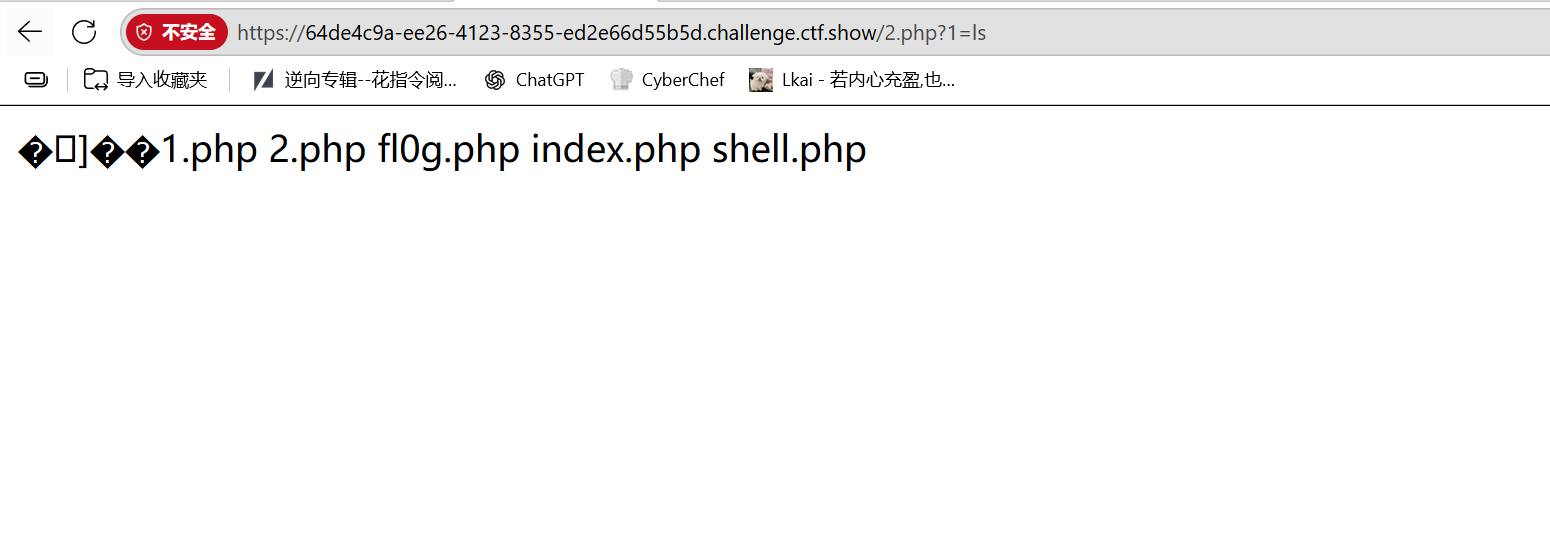 不安全 https://64de4c9a-ee26-4123-8355-ed2e66d55b5d.challenge.ctf.show/2.php?1=ls
导入收藏夹 逆向专辑--花指令阅... ChatGPT CyberChef Lkai - 若内心充盈,也...
�]��1.php 2.php fl0g.php index.php shell.php